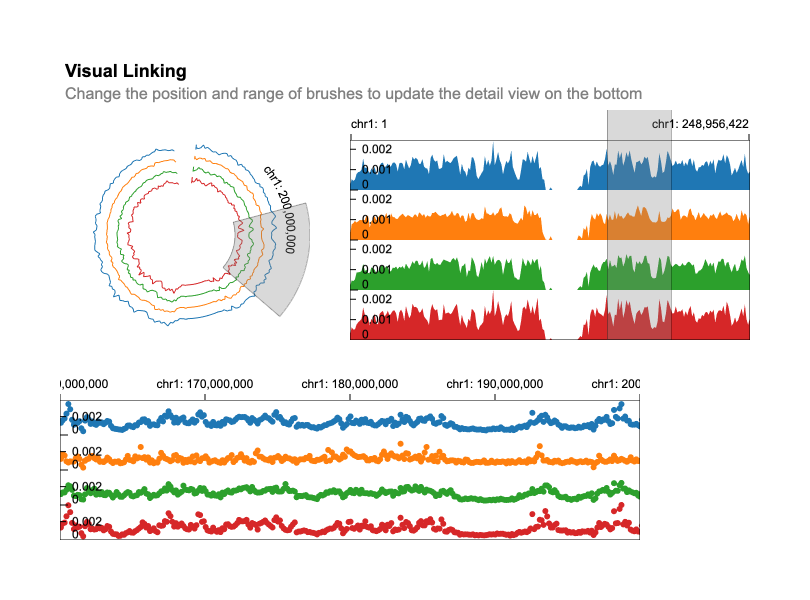 Visual Linking
Change the position and range of brushes to update the detail view on the bottom
chr1: 200,000,000
chr1: 1
chr1: 248,956,422
0.002
0.001
0
0.002
0.001
0
0.002
0.001
0
0.002
0.001
0
0,000,000
chr1: 170,000,000
chr1: 180,000,000
chr1: 190,000,000
chr1: 200
0.002
0
0.002
0
0.002
0
0.002
0